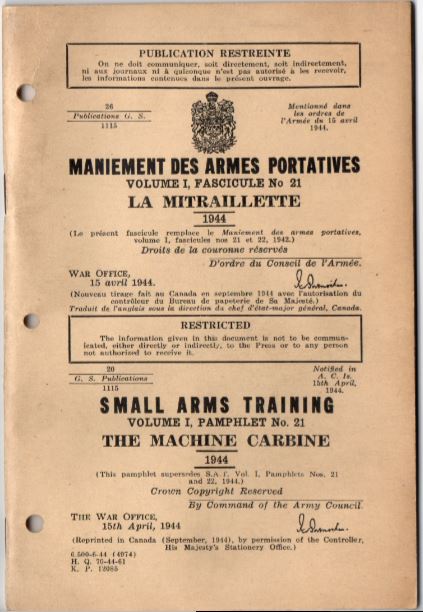 PUBLICATION RESTREINTE
On ne doit communiquer, soit directement, soit indirectement,
ni aux journaux ni à quiconque n'est pas autorisé à les recevoir,
les informations contenues dans le présent ouvrage.
26
Publications G. S.
1115
Mentionné dans
les ordres de
l'Armée du 15 avril
1944.
MANIEMENT DES ARMES PORTATIVES
VOLUME I, FASCICULE No 21
LA MITRAILLETTE
1944
(Le présent fascicule remplace le Maniement des armes portatives,
volume I, fascicules nos 21 et 22, 1942.)
Droits de la couronne réservés
D'ordre du Conseil de l'Armée.
WAR OFFICE,
15 avril 1944.
(Nouveau tirage fait au Canada en septembre 1944 avec l'autorisation du
contrôleur du Bureau de papeterie de Sa Majesté.)
Traduit de l'anglais sous la direction du chef d'état-major général, Canada.
RESTRICTED
The information given in this document is not to be commun-
icated, either directly or indirectly, to the Press or to any person
not authorized to receive it.
20
G. S. Publications
1115
Notified in
A. C. Is.
15th April,
1944.
SMALL ARMS TRAINING
VOLUME I, PAMPHLET No. 21
THE MACHINE CARBINE
1944
(This pamphlet supersedes S.A.T. Vol. I, Pamphlets Nos. 21
and 22, 1944.)
Crown Copyright Reserved
By Command of the Army Council.
THE WAR OFFICE,
15th April, 1944
(Reprinted in Canada (September, 1944), by permission of the Controller,
His Majesty's Stationery Office.)
6,500-6-44 (4974)
H. Q. 70-44-61
K. P. 12085